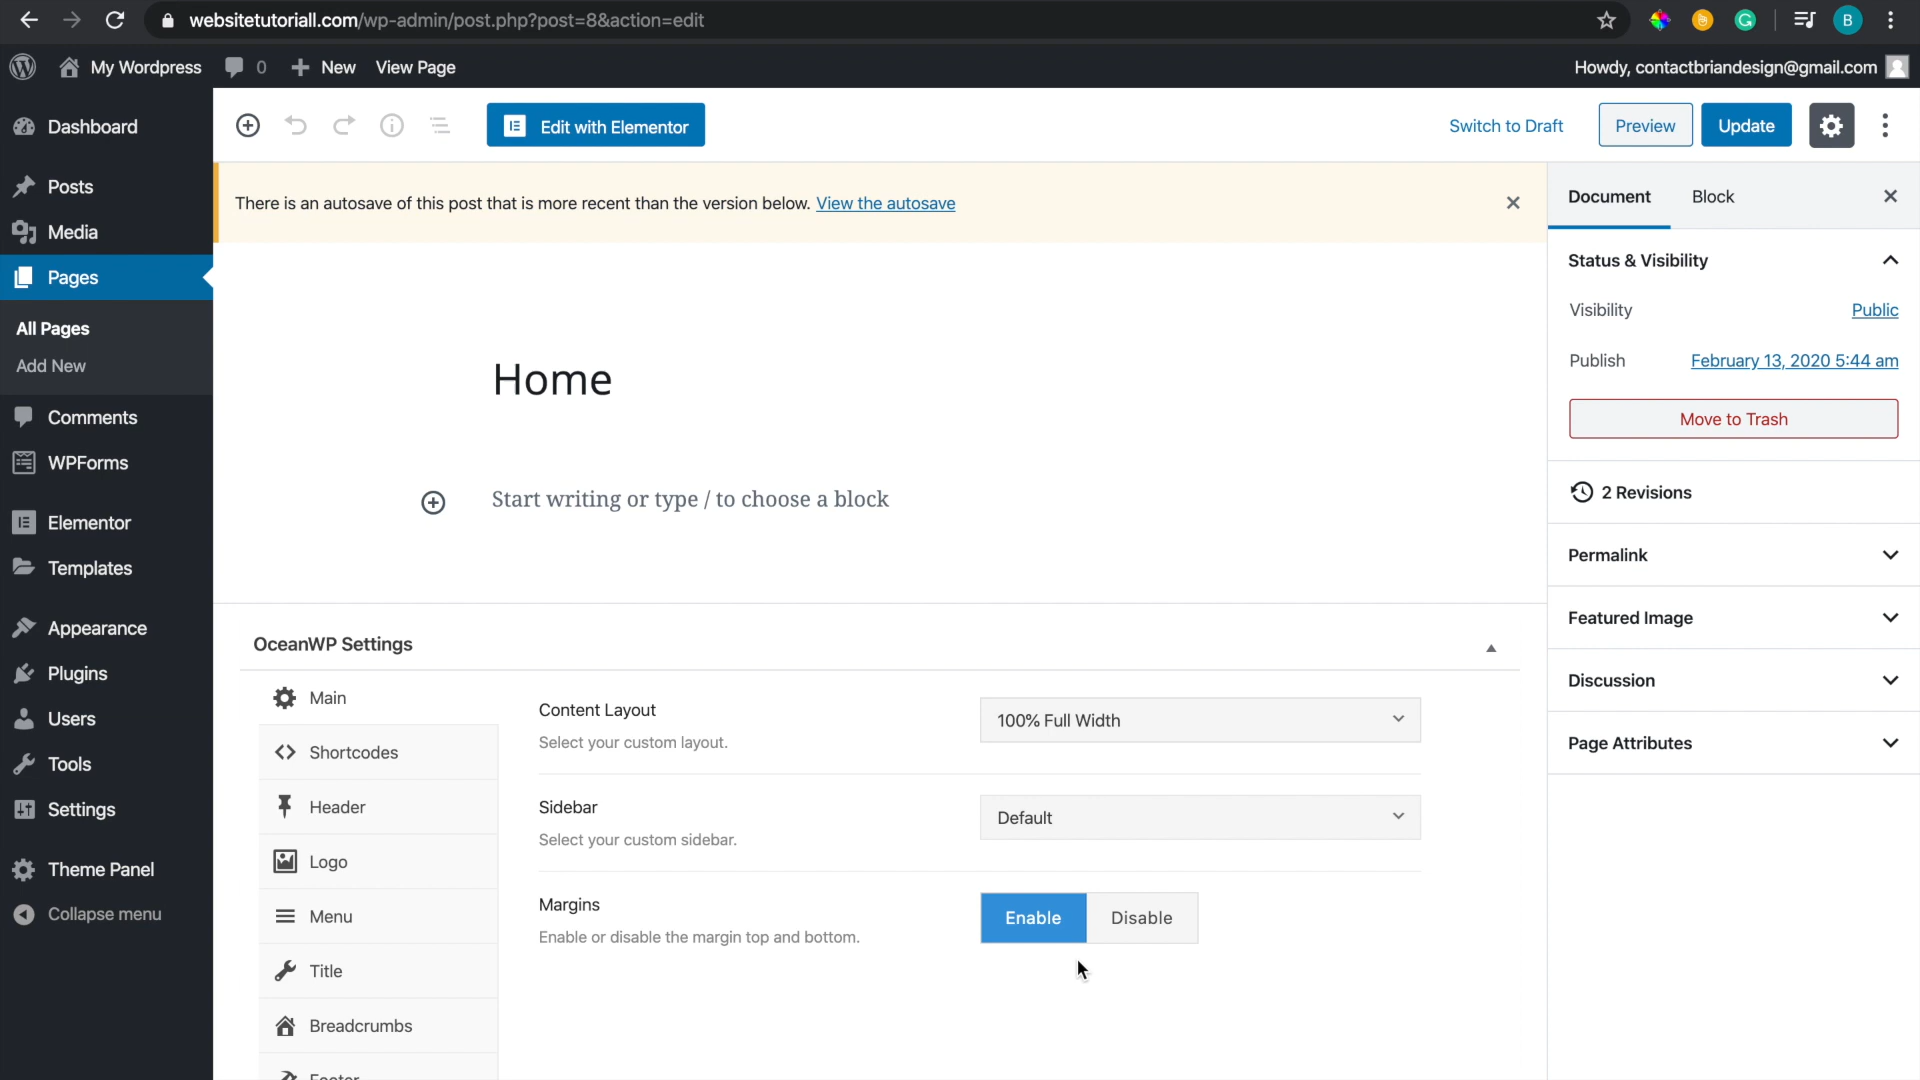 websitetutoriall.com/wp-admin/post.php?post=8&action=edit
B
My Wordpress
0
New
View Page
Howdy, contactbriandesign@gmail.com
Dashboard
Posts
Media
Pages
All Pages
Add New
Comments
WPForms
Elementor
Templates
Appearance
Plugins
Users
Tools
Settings
Theme Panel
Collapse menu
Edit with Elementor
Switch to Draft
Preview
Update
There is an autosave of this post that is more recent than the version below. View the autosave
Home
Start writing or type / to choose a block
OceanWP Settings
Main
Shortcodes
Header
Logo
Menu
Title
Breadcrumbs
Footer
Content Layout
Select your custom layout.
100% Full Width
Sidebar
Select your custom sidebar.
Default
Margins
Enable or disable the margin top and bottom.
Enable
Disable
Document
Block
Status & Visibility
Visibility
Public
Publish
February 13, 2020 5:44 am
Move to Trash
2 Revisions
Permalink
Featured Image
Discussion
Page Attributes